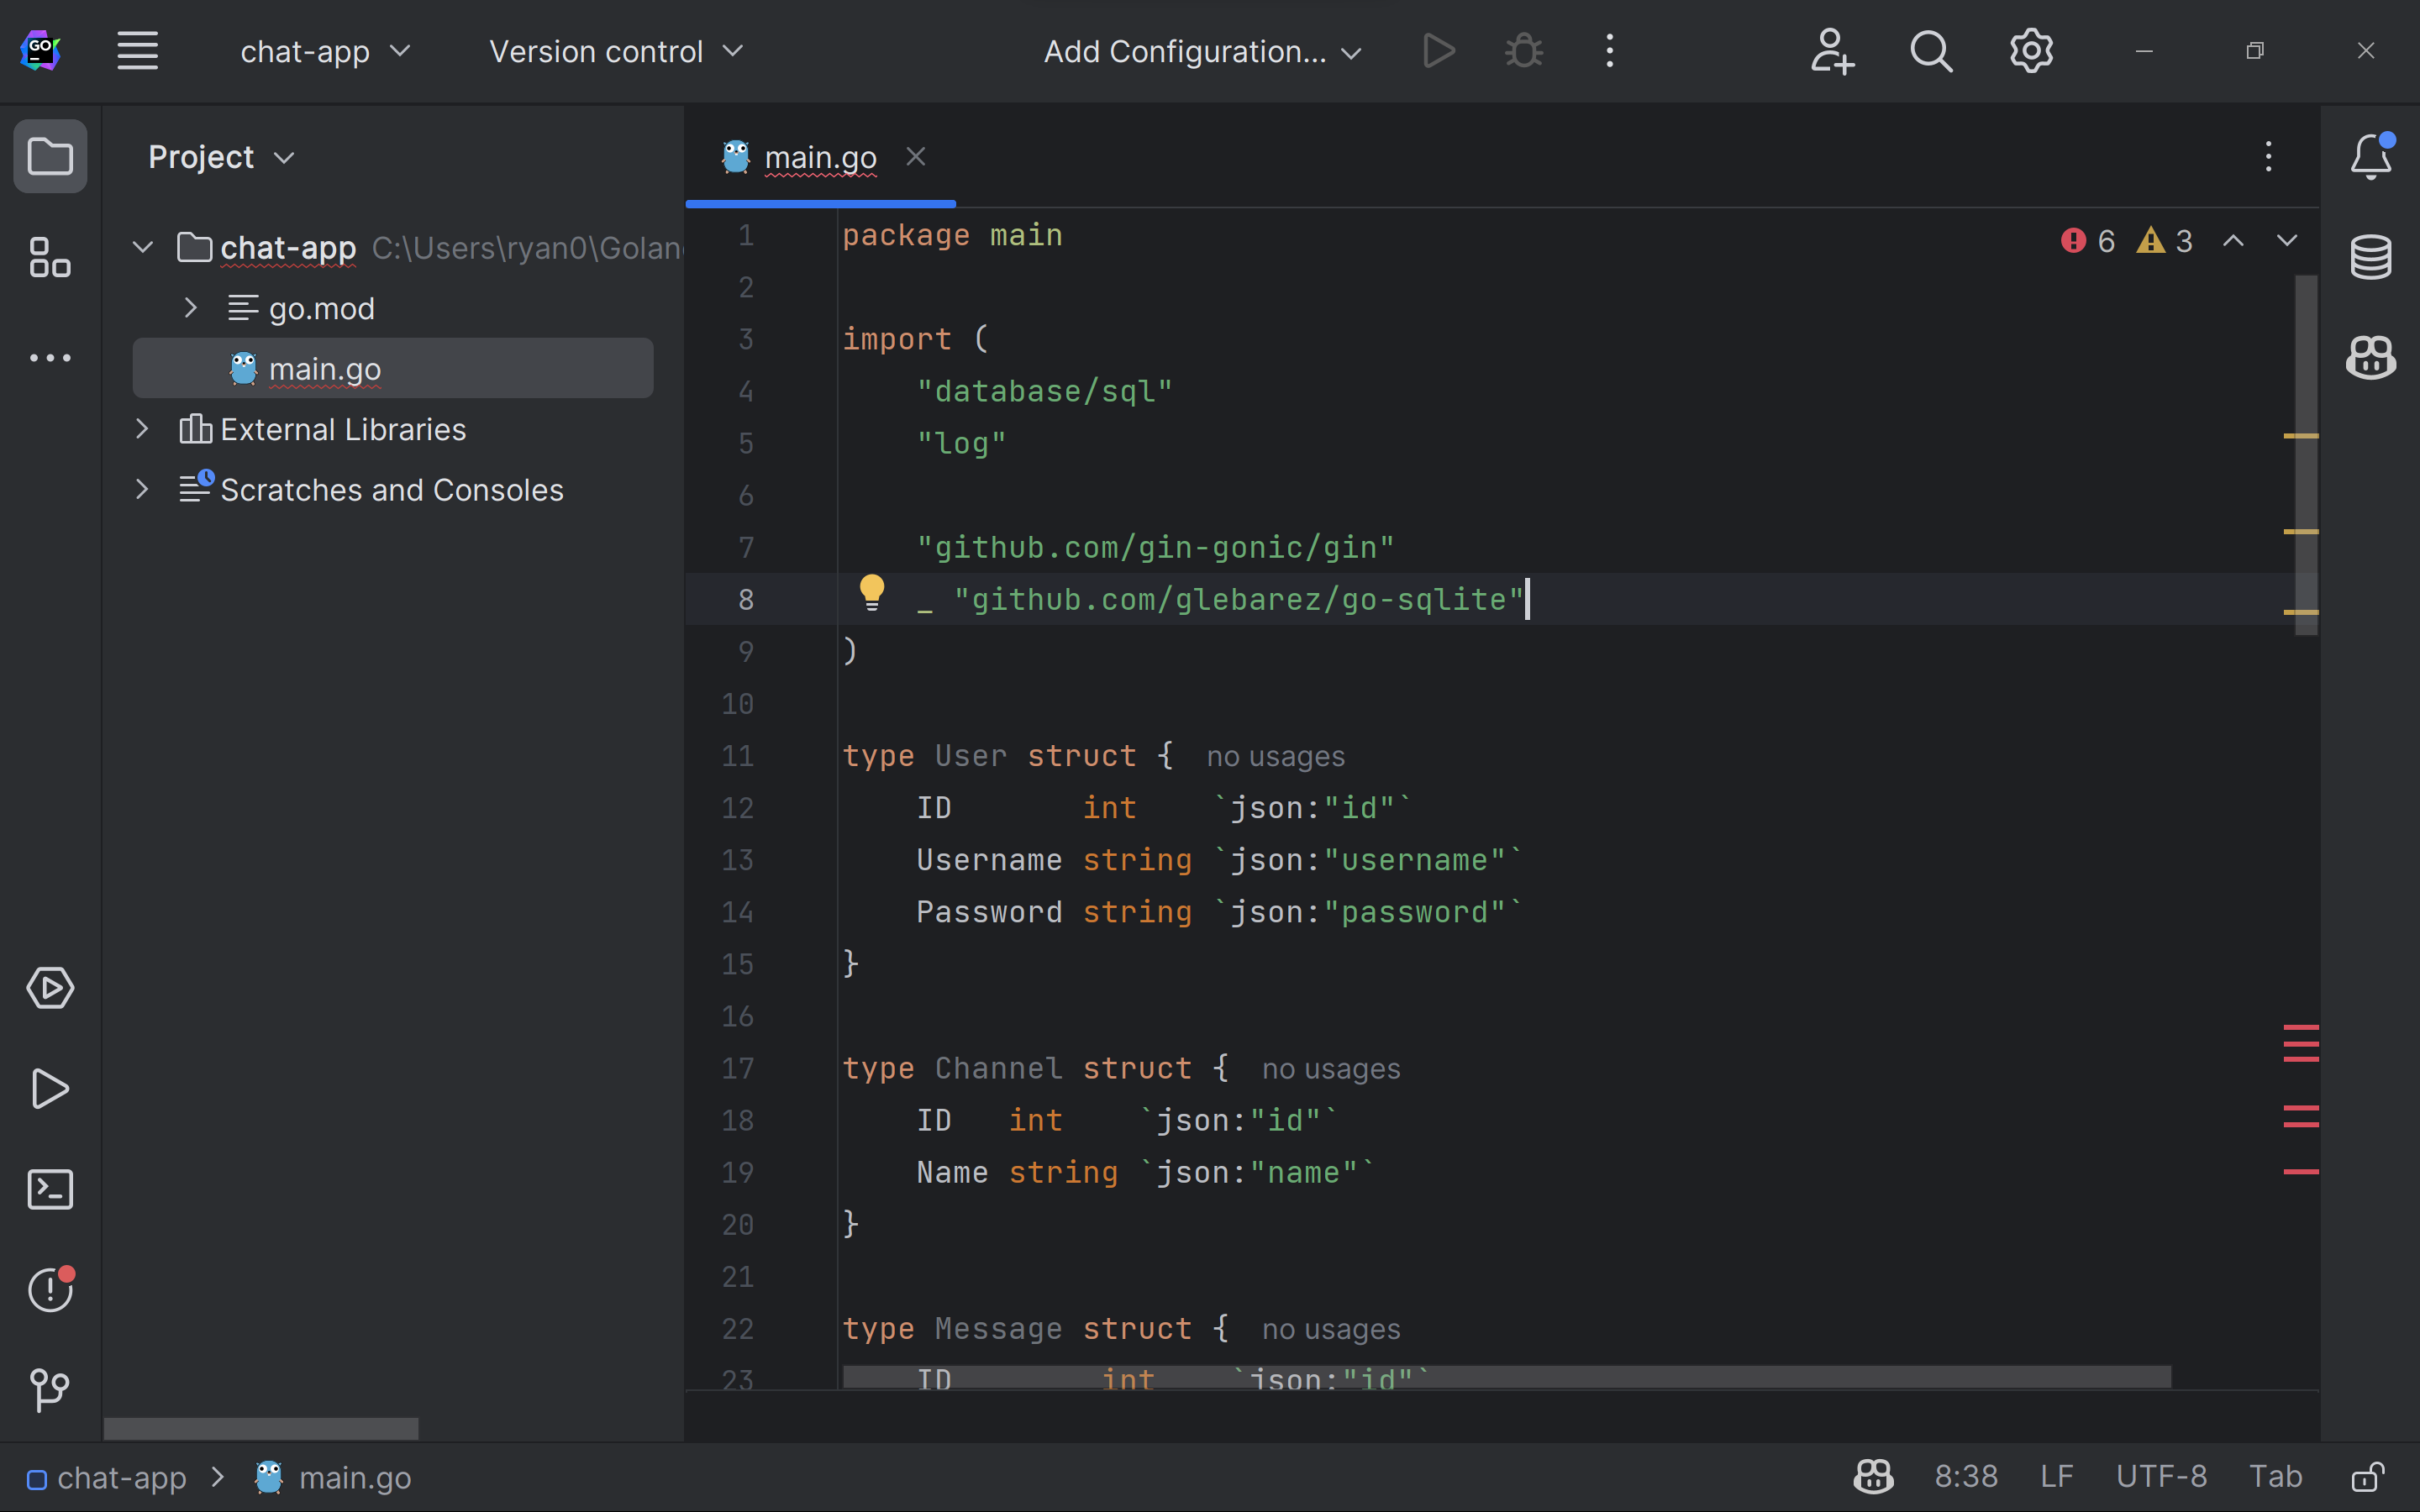 GO chat-app Version control Add Configuration...
Project
main.go
chat-app C:\Users\ryan0\Golan
go.mod
main.go
External Libraries
Scratches and Consoles
6 3
1 package main
2
3 import (
4 "database/sql"
5 "log"
6
7 "github.com/gin-gonic/gin"
8 _ "github.com/glebarez/go-sqlite"
9 )
10
11 type User struct { no usages
12 ID int `json:"id"`
13 Username string `json:"username"`
14 Password string `json:"password"`
15 }
16
17 type Channel struct { no usages
18 ID int `json:"id"`
19 Name string `json:"name"`
20 }
21
22 type Message struct { no usages
23 ID int `json:"id"`
chat-app > main.go 8:38 LF UTF-8 Tab